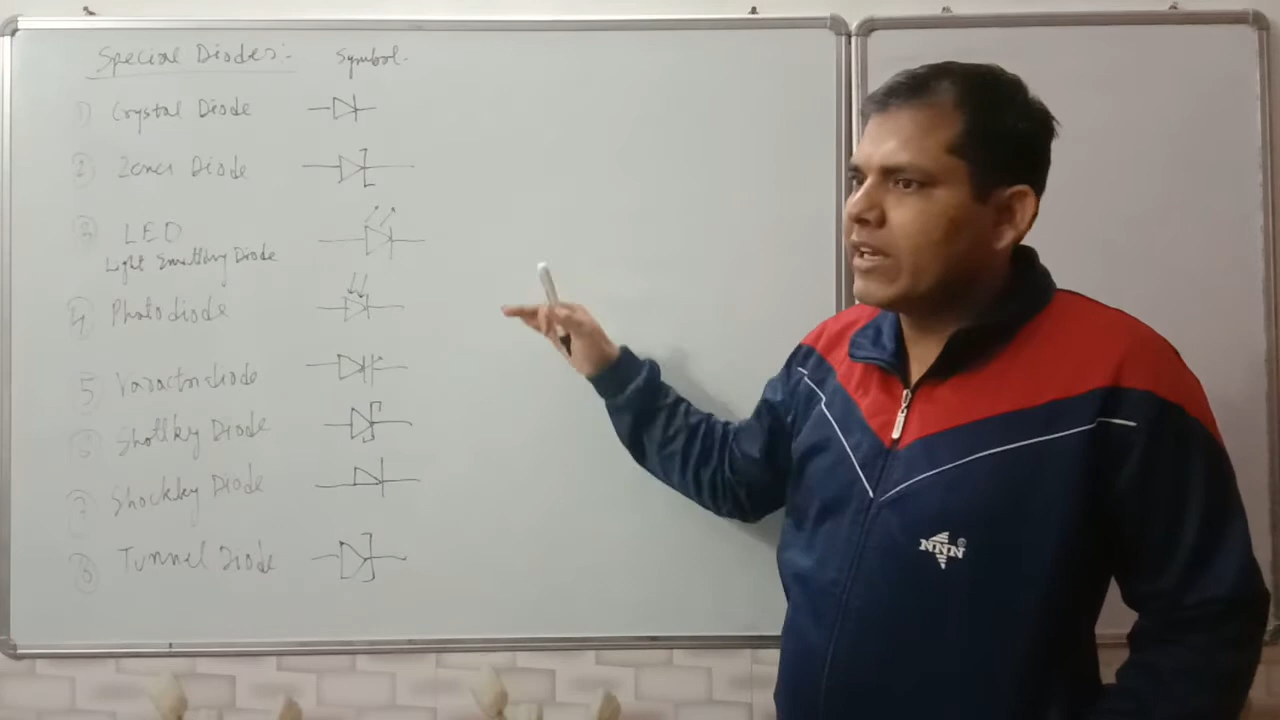 Special Diodes:- Symbol.
1) Crystal Diode
2) Zener Diode
3) LED
Light Emitting Diode
4) Photodiode
5 Varactor diode
6 Shottky Diode
7) Shockley Diode
8 Tunnel Diode
NNN ®